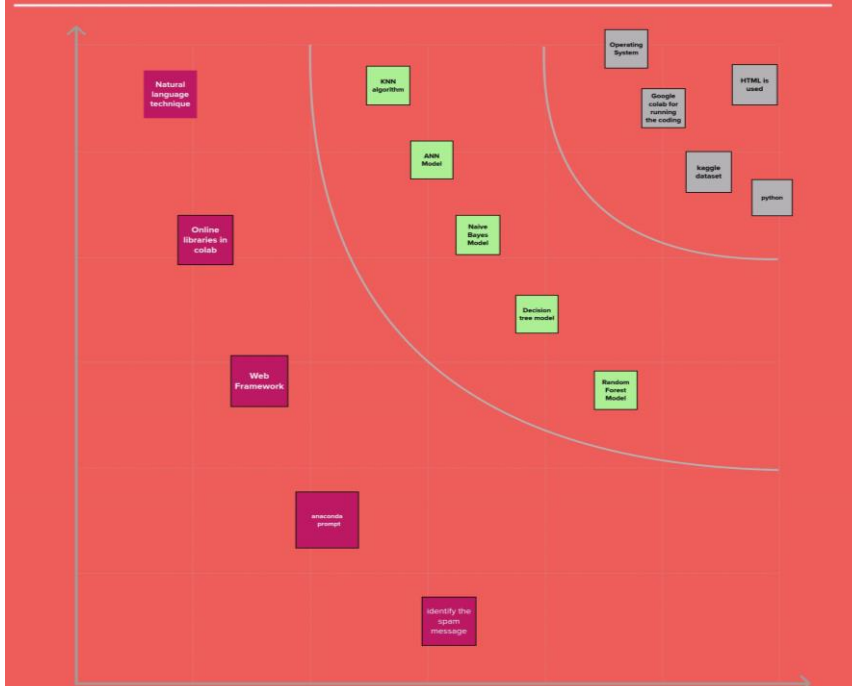 Operating
System
Natural
language
technique
KNN
algorithm
Google
colab for
running
the coding
HTML is
used
ANN
Model
kaggle
dataset
python
Online
libraries in
colab
Naive
Bayes
Model
Decision
tree model
Web
Framework
Random
Forest
Model
anaconda
prompt
identify the
spam
message